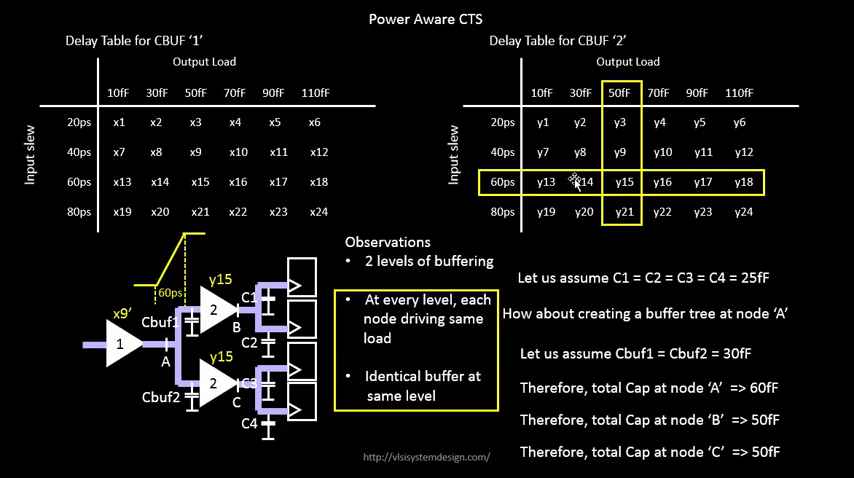 Power Aware CTS
Delay Table for CBUF ‘1’
Output Load
10fF 30fF 50fF 70fF 90fF 110fF
Input slew
20ps x1 x2 x3 x4 x5 x6
40ps x7 x8 x9 x10 x11 x12
60ps x13 x14 x15 x16 x17 x18
80ps x19 x20 x21 x22 x23 x24
Delay Table for CBUF ‘2’
Output Load
10fF 30fF 50fF 70fF 90fF 110fF
Input slew
20ps y1 y2 y3 y4 y5 y6
40ps y7 y8 y9 y10 y11 y12
60ps y13 y14 y15 y16 y17 y18
80ps y19 y20 y21 y22 y23 y24
60ps
x9’
1
A
Cbuf1
y15
2
B
C1
C2
Cbuf2
y15
2
C
C3
C4
Observations
• 2 levels of buffering
• At every level, each
node driving same
load
• Identical buffer at
same level
Let us assume C1 = C2 = C3 = C4 = 25fF
How about creating a buffer tree at node ‘A’
Let us assume Cbuf1 = Cbuf2 = 30fF
Therefore, total Cap at node ‘A’ => 60fF
Therefore, total Cap at node ‘B’ => 50fF
Therefore, total Cap at node ‘C’ => 50fF
http://vlsisystemdesign.com/